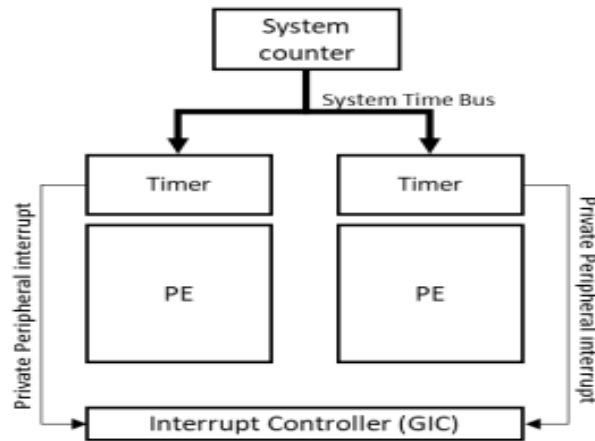 System
counter
System Time Bus
Timer
Timer
Private Peripheral interrupt
Private Peripheral interrupt
PE
PE
Interrupt Controller (GIC)